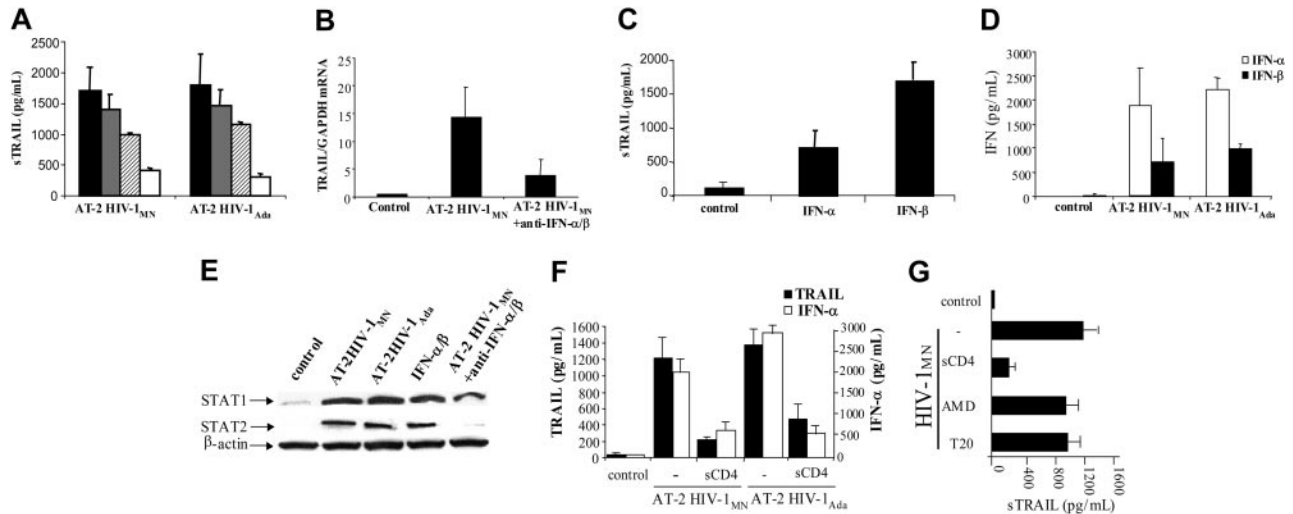 A
sTRAIL (pg/mL)
2500
2000
1500
1000
500
0
AT-2 HIV-1MN
AT-2 HIV-1Ada
B
TRAIL/GAPDH mRNA
25
20
15
10
5
0
Control
AT-2 HIV-1MN
AT-2 HIV-1MN
+anti-IFN-α/β
C
sTRAIL (pg/mL)
2000
1500
1000
500
0
control
IFN-α
IFN-β
D
IFN-α
IFN-β
IFN (pg/mL)
3000
2500
2000
1500
1000
500
0
control
AT-2 HIV-1MN
AT-2 HIV-1Ada
E
control
AT-2HIV-1MN
AT-2HIV-1Ada
IFN-α/β
AT-2 HIV-1MN
+anti-IFN-α/β
STAT1
STAT2
β-actin
F
TRAIL
IFN-α
TRAIL (pg/mL)
1600
1400
1200
1000
800
600
400
200
0
IFN-α (pg/mL)
3000
2500
2000
1500
1000
500
0
control
-
sCD4
-
sCD4
AT-2 HIV-1MN
AT-2 HIV-1Ada
G
control
HIV-1MN
-
sCD4
AMD
T20
0
400
800
1200
1600
sTRAIL (pg/mL)